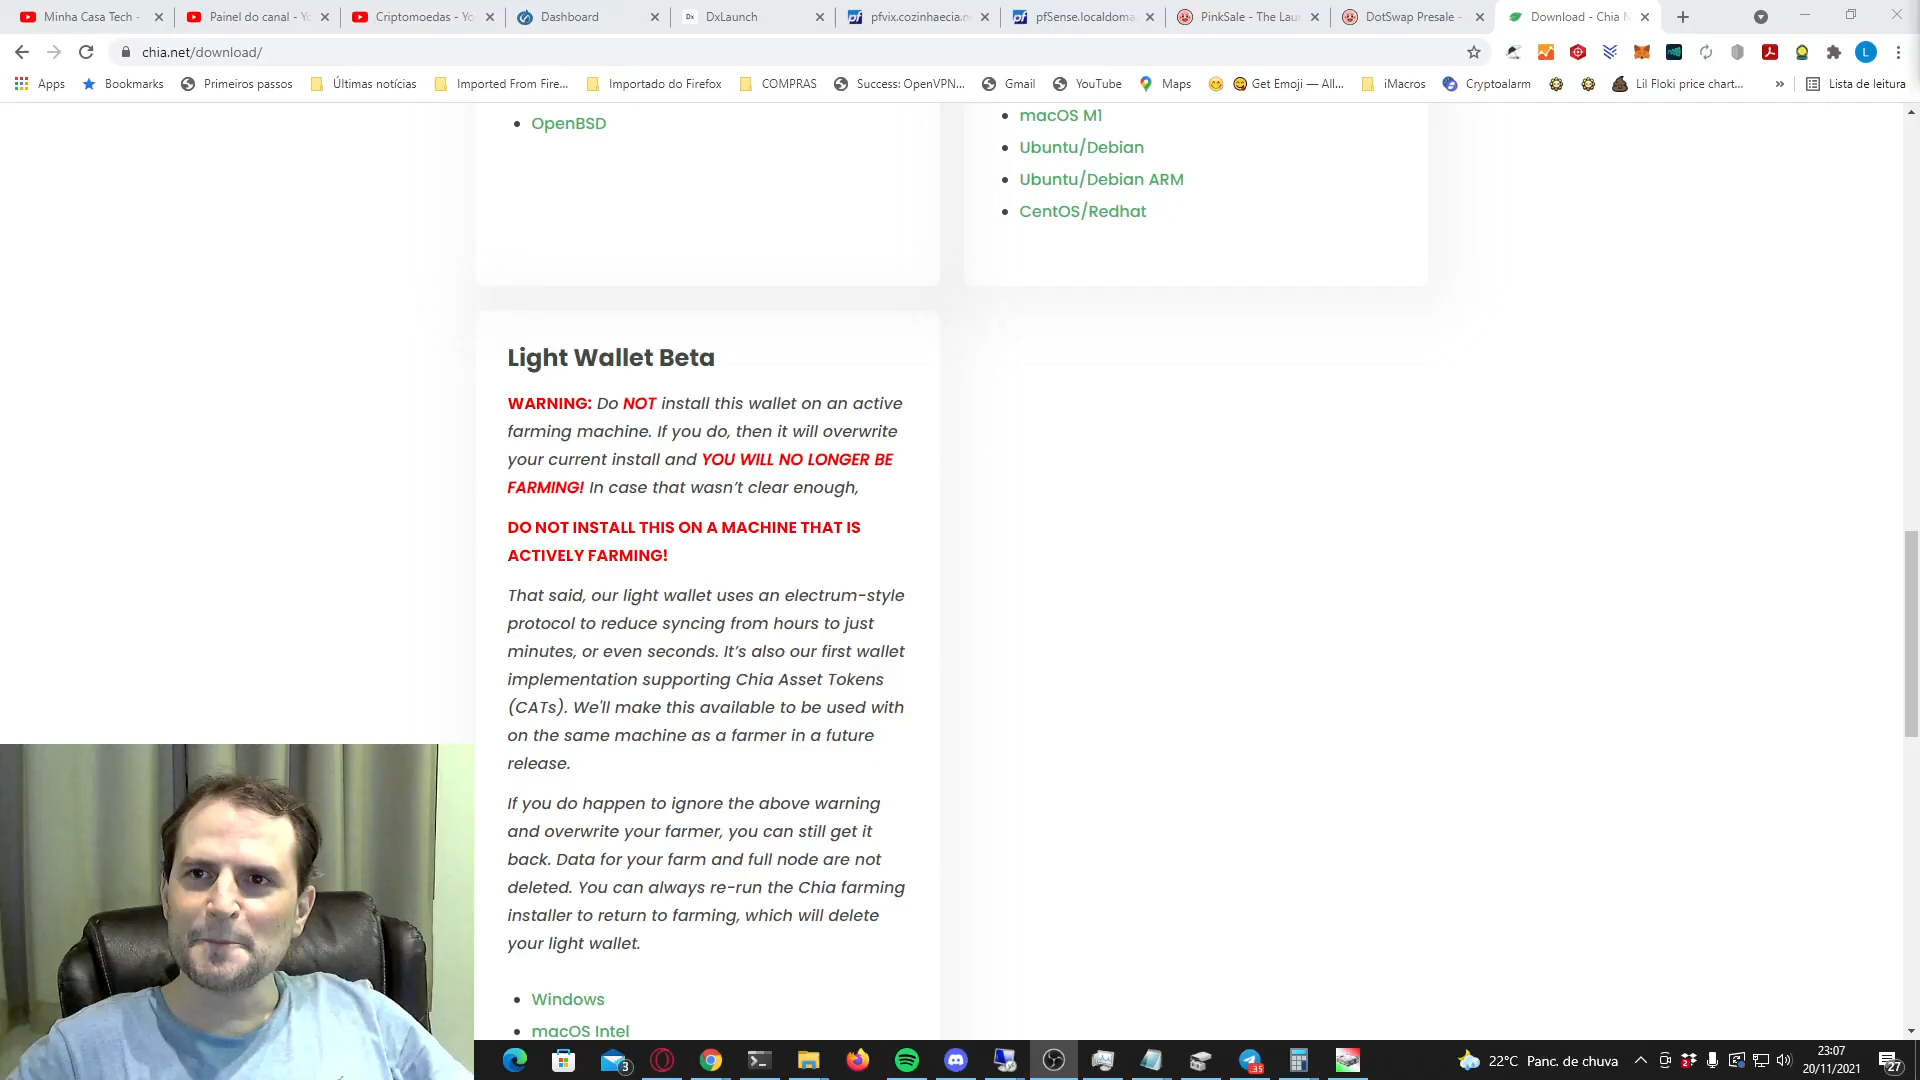 Minha Casa Tech -
Painel do canal - Yo
Criptomoedas - Yo
Dashboard
DxLaunch
pfvix.cozinhaecia.n
pfSense.localdoma
PinkSale - The Lau
DotSwap Presale -
Download - Chia N
chia.net/download/
Apps
Bookmarks
Primeiros passos
Últimas notícias
Imported From Fire...
Importado do Firefox
COMPRAS
Success: OpenVPN...
Gmail
YouTube
Maps
Get Emoji — All...
iMacros
Cryptoalarm
Lil Floki price chart...
»
Lista de leitura
OpenBSD
macOS M1
Ubuntu/Debian
Ubuntu/Debian ARM
CentOS/Redhat
Light Wallet Beta
WARNING: Do NOT install this wallet on an active
farming machine. If you do, then it will overwrite
your current install and YOU WILL NO LONGER BE
FARMING! In case that wasn’t clear enough,
DO NOT INSTALL THIS ON A MACHINE THAT IS
ACTIVELY FARMING!
That said, our light wallet uses an electrum-style
protocol to reduce syncing from hours to just
minutes, or even seconds. It’s also our first wallet
implementation supporting Chia Asset Tokens
(CATs). We'll make this available to be used with
on the same machine as a farmer in a future
release.
If you do happen to ignore the above warning
and overwrite your farmer, you can still get it
back. Data for your farm and full node are not
deleted. You can always re-run the Chia farming
installer to return to farming, which will delete
your light wallet.
Windows
macOS Intel
3
35
22°C Panc. de chuva
23:07
20/11/2021
27